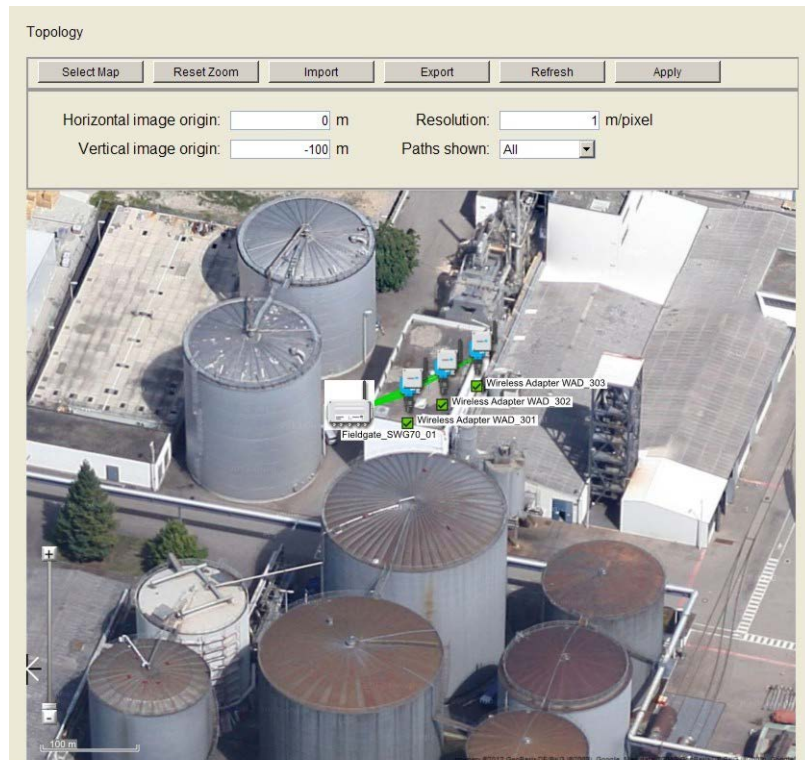 Topology
Select Map Reset Zoom Import Export Refresh Apply
Horizontal image origin: 0 m Resolution: 1 m/pixel
Vertical image origin: -100 m Paths shown: All
Wireless Adapter WAD_303
Wireless Adapter WAD_302
Wireless Adapter WAD_301
Fieldgate_SWG70_01
+
-
100 m